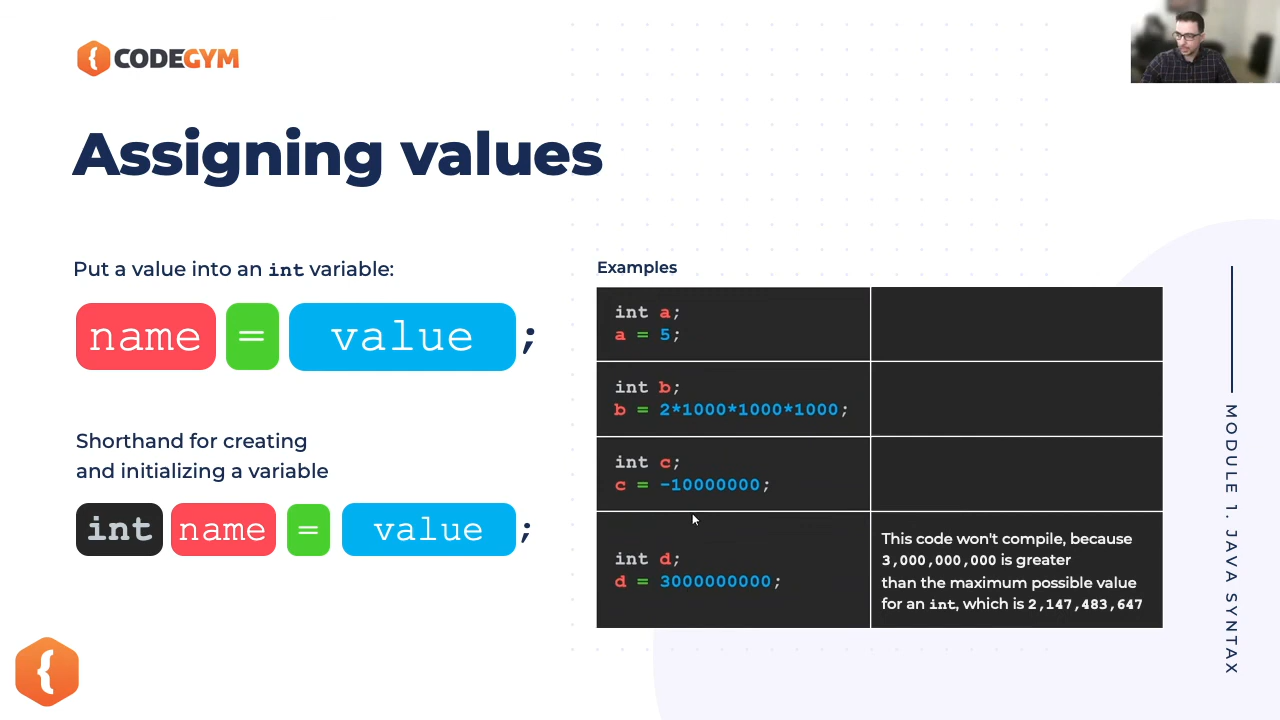 CODEGYM
Assigning values
Put a value into an int variable:
name = value ;
Shorthand for creating
and initializing a variable
int name = value ;
Examples
int a;
a = 5;
int b;
b = 2*1000*1000*1000;
int c;
c = -10000000;
int d;
d = 3000000000;
This code won't compile, because
3,000,000,000 is greater
than the maximum possible value
for an int, which is 2,147,483,647
MODULE 1. JAVA SYNTAX